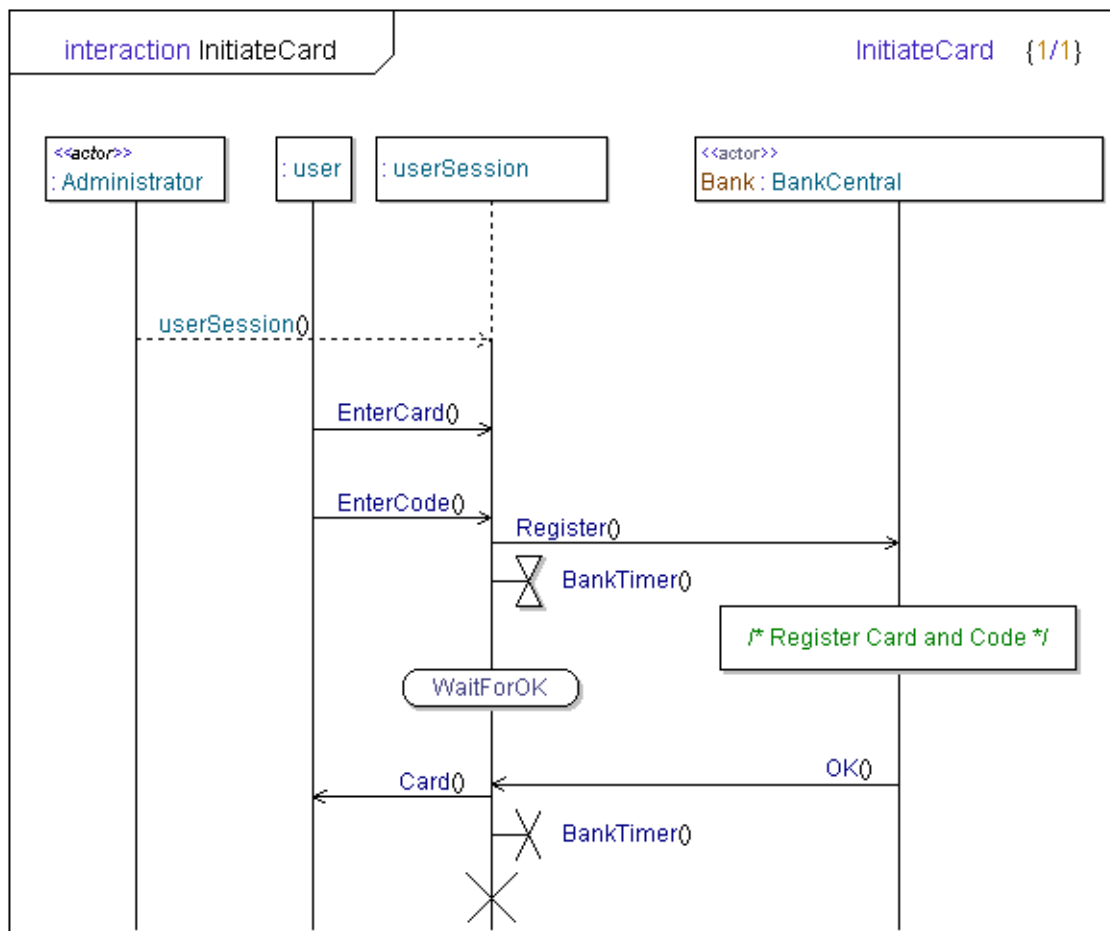 interaction InitiateCard
InitiateCard {1/1}
<<actor>>
: Administrator
: user
: userSession
<<actor>>
Bank : BankCentral
userSession()
EnterCard()
EnterCode()
Register()
BankTimer()
/* Register Card and Code */
WaitForOK
OK()
Card()
BankTimer()